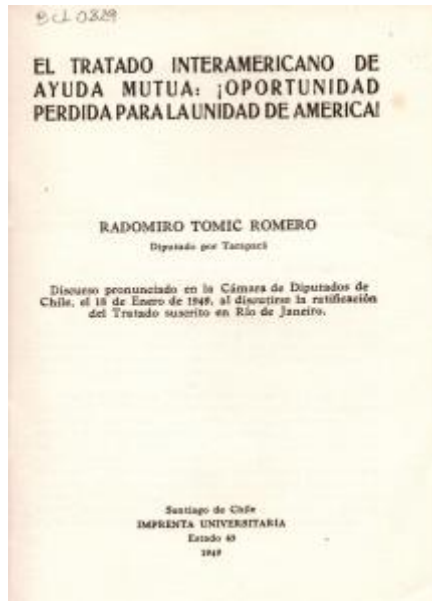 BCL 0829
EL TRATADO INTERAMERICANO DE
AYUDA MUTUA: ¡OPORTUNIDAD
PERDIDA PARA LA UNIDAD DE AMERICA!
RADOMIRO TOMIC ROMERO
Diputado por Tarapacá
Discurso pronunciado en la Cámara de Diputados de
Chile, el 18 de Enero de 1949, al discutirse la ratificación
del Tratado suscrito en Río de Janeiro.
Santiago de Chile
IMPRENTA UNIVERSITARIA
Estado 63
1949